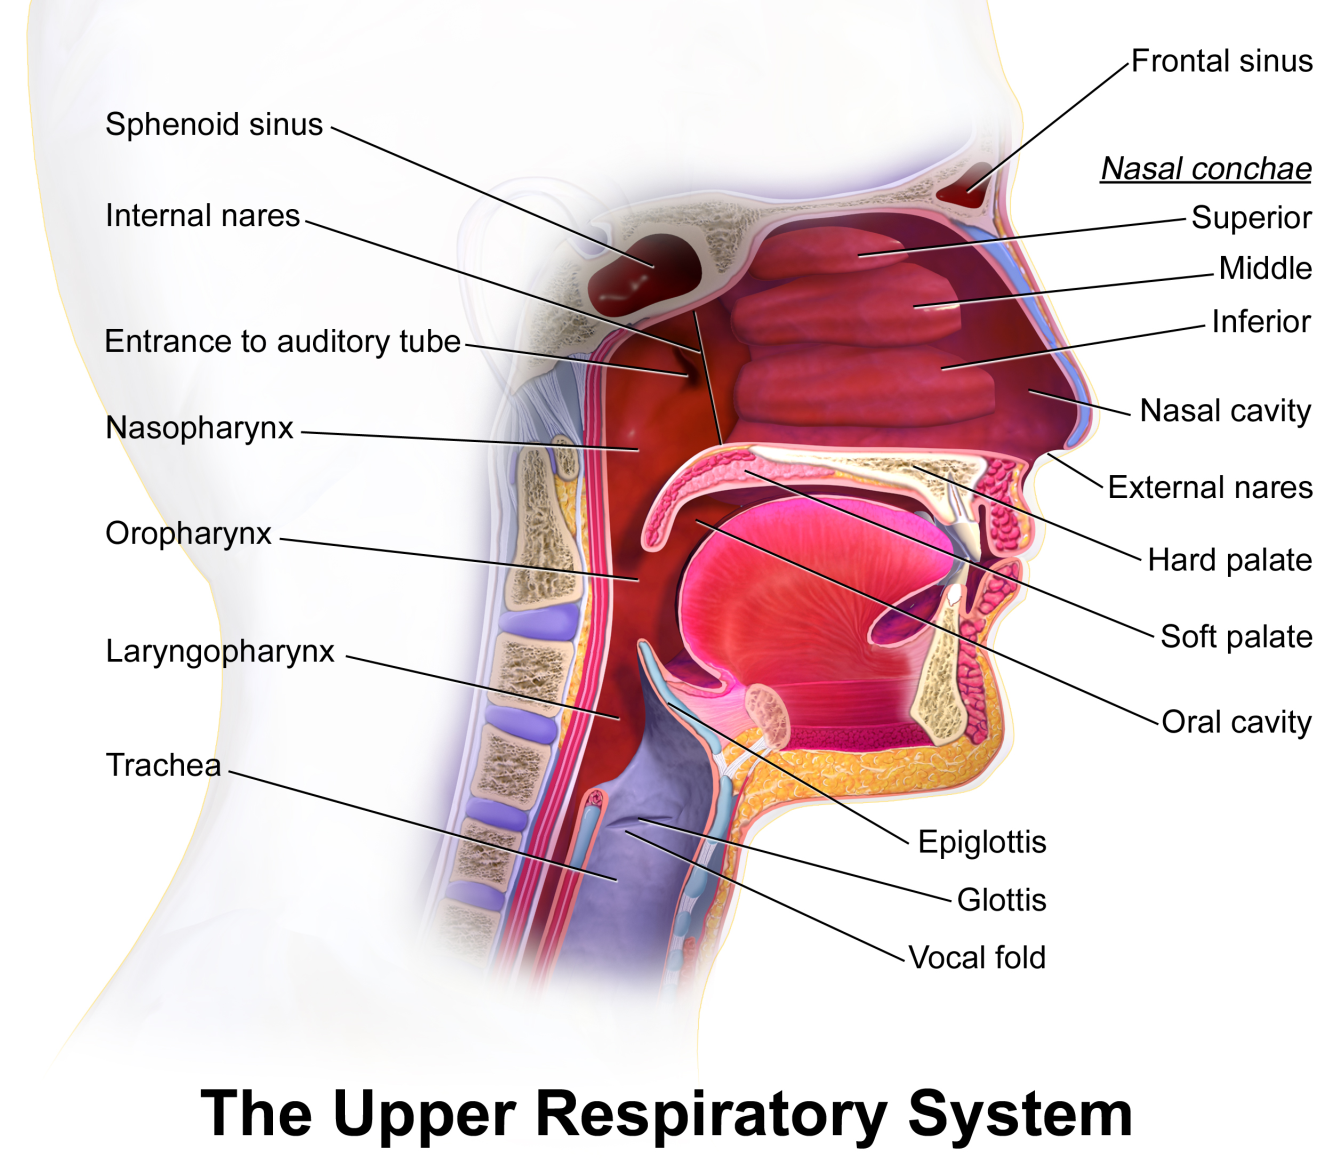 Sphenoid sinus
Internal nares
Entrance to auditory tube
Nasopharynx
Oropharynx
Laryngopharynx
Trachea
Frontal sinus
Nasal conchae
Superior
Middle
Inferior
Nasal cavity
External nares
Hard palate
Soft palate
Oral cavity
Epiglottis
Glottis
Vocal fold
The Upper Respiratory System